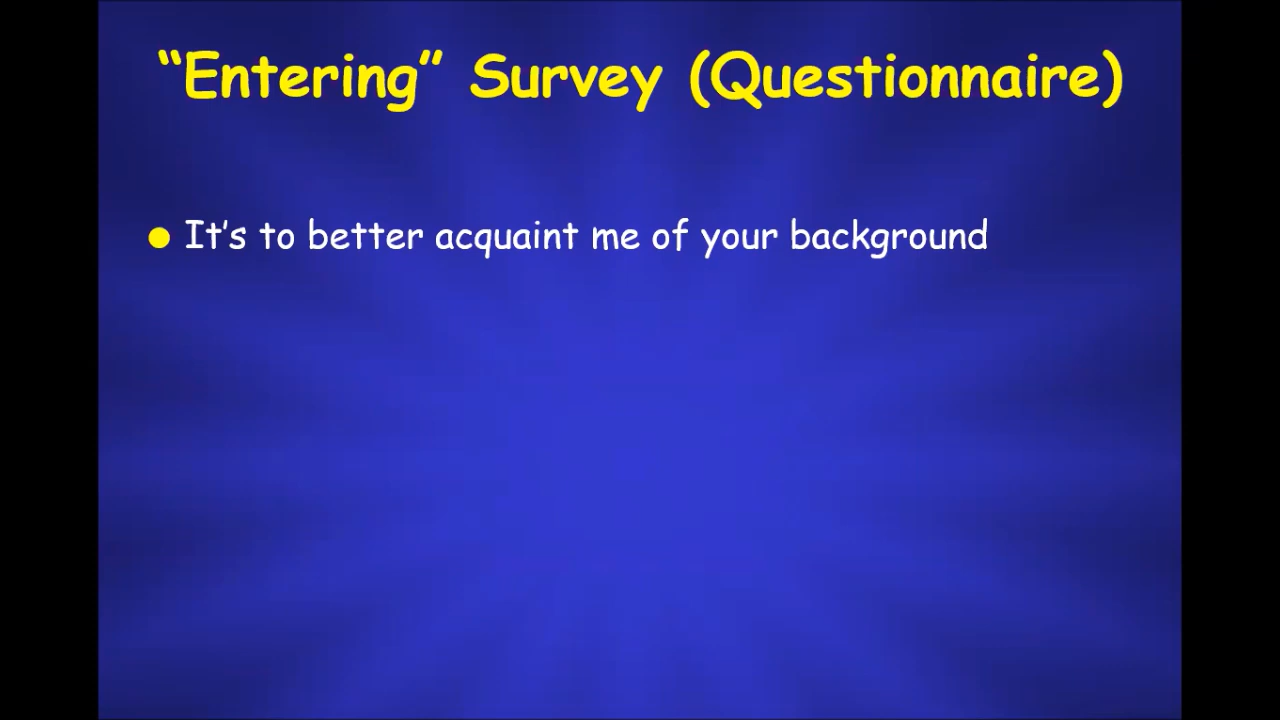 “Entering” Survey (Questionnaire)
It’s to better acquaint me of your background